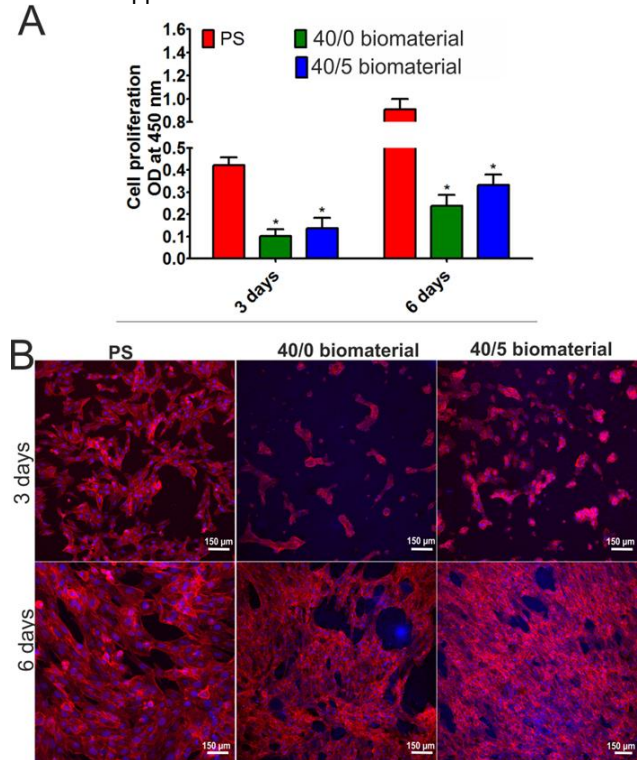 A
PS
40/0 biomaterial
40/5 biomaterial
Cell proliferation
OD at 450 nm
1.6
1.4
1.2
1.0
0.8
0.5
0.4
0.3
0.2
0.1
0.0
*
*
*
*
3 days
6 days
B
PS
40/0 biomaterial
40/5 biomaterial
3 days
150 µm
150 µm
150 µm
6 days
150 µm
150 µm
150 µm